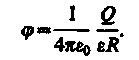 φ = 1/4πε₀ Q/εR.